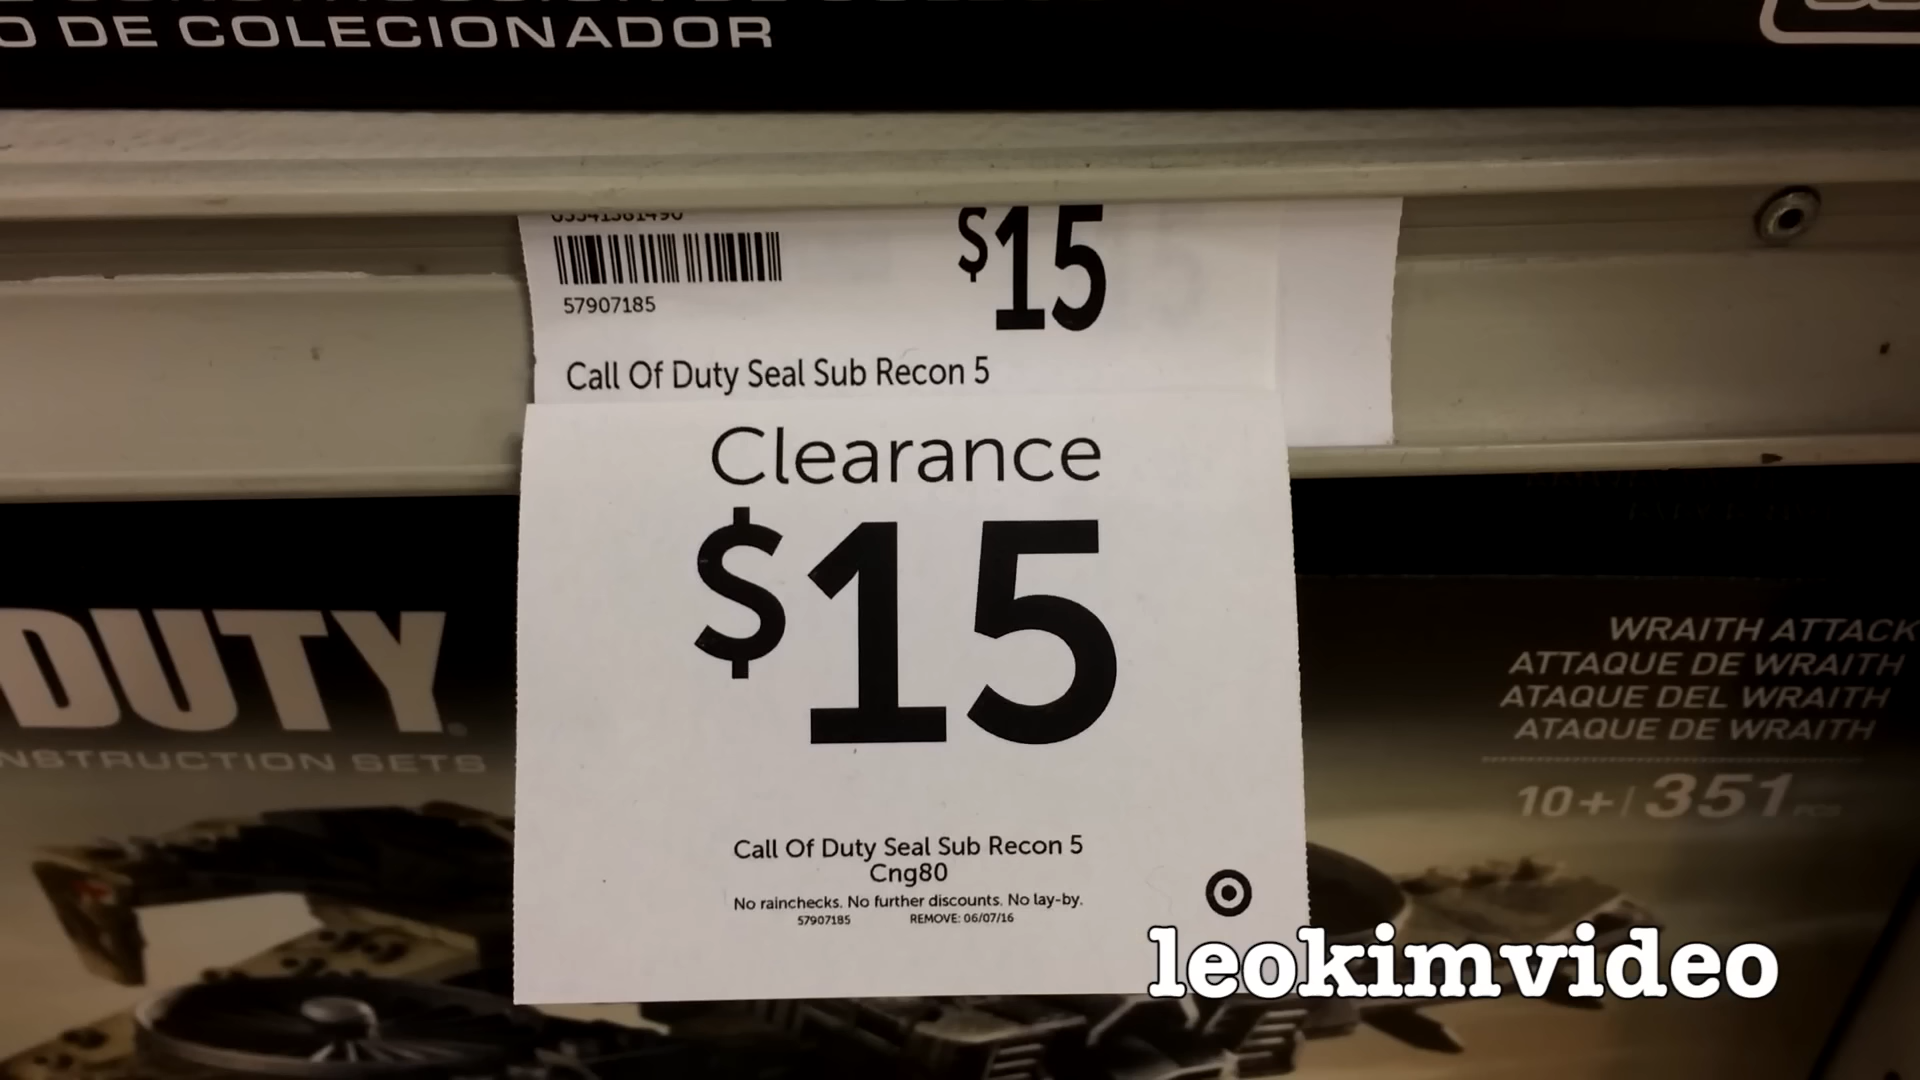 O DE COLECIONADOR
$15
57907185
Call Of Duty Seal Sub Recon 5
Clearance
$15
Call Of Duty Seal Sub Recon 5
Cng80
No rainchecks. No further discounts. No lay-by.
57907185 REMOVE: 06/07/16
DUTY
NSTRUCTION SETS
WRAITH ATTACK
ATTAQUE DE WRAITH
ATAQUE DEL WRAITH
ATAQUE DE WRAITH
10+ | 351 PCS
leokimvideo